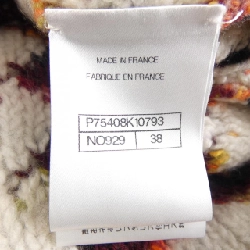 MADE IN FRANCE
FABRIQUE EN FRANCE
P75408K10793
NO929 38